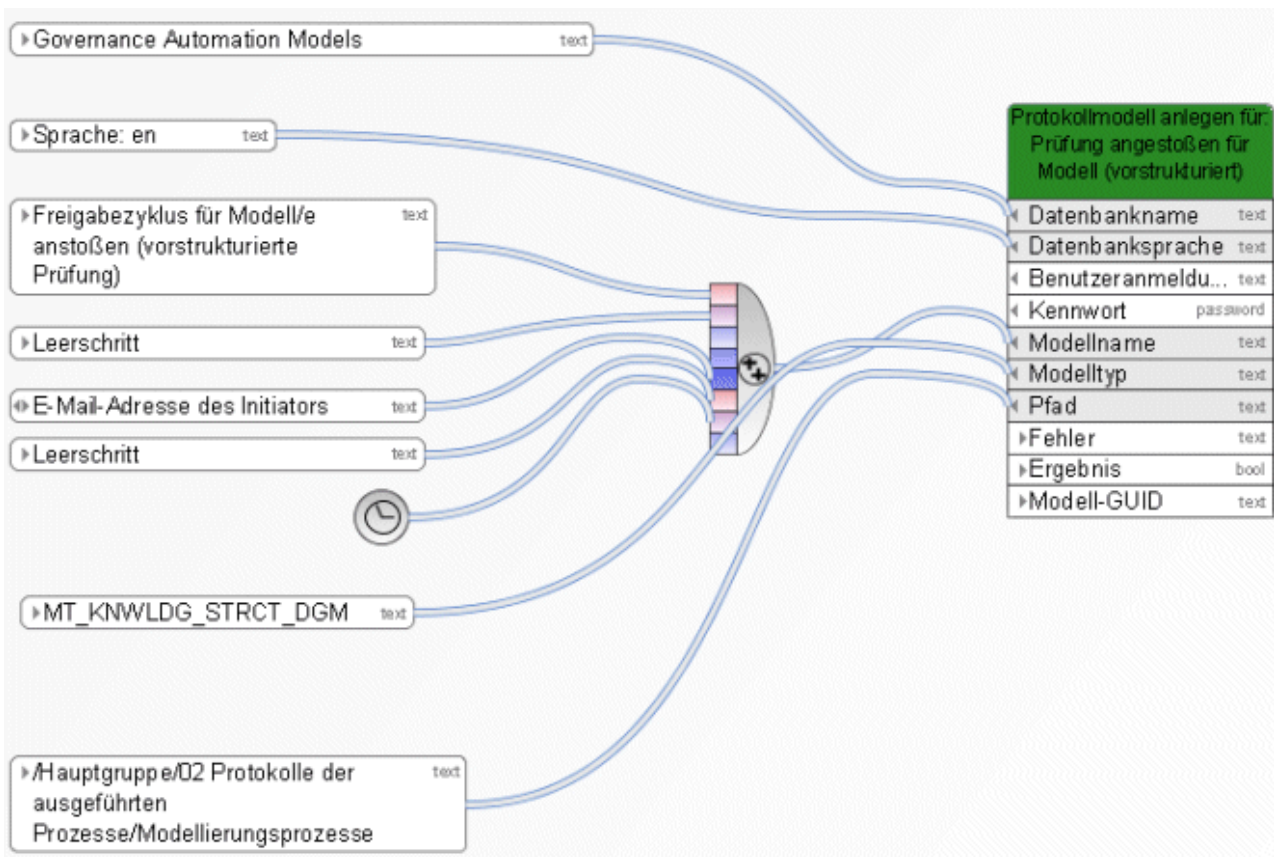 Governance Automation Models text
Sprache: en text
Freigabezyklus für Modell/e text
anstoßen (vorstrukturierte
Prüfung)
Leerschritt text
E-Mail-Adresse des Initiators text
Leerschritt text
MT_KNWLDG_STRCT_DGM text
/Hauptgruppe/02 Protokolle der text
ausgeführten
Prozesse/Modellierungsprozesse
Protokollmodell anlegen für:
Prüfung angestoßen für
Modell (vorstrukturiert)
Datenbankname text
Datenbanksprache text
Benutzeranmeldu... text
Kennwort password
Modellname text
Modelltyp text
Pfad text
Fehler text
Ergebnis bool
Modell-GUID text